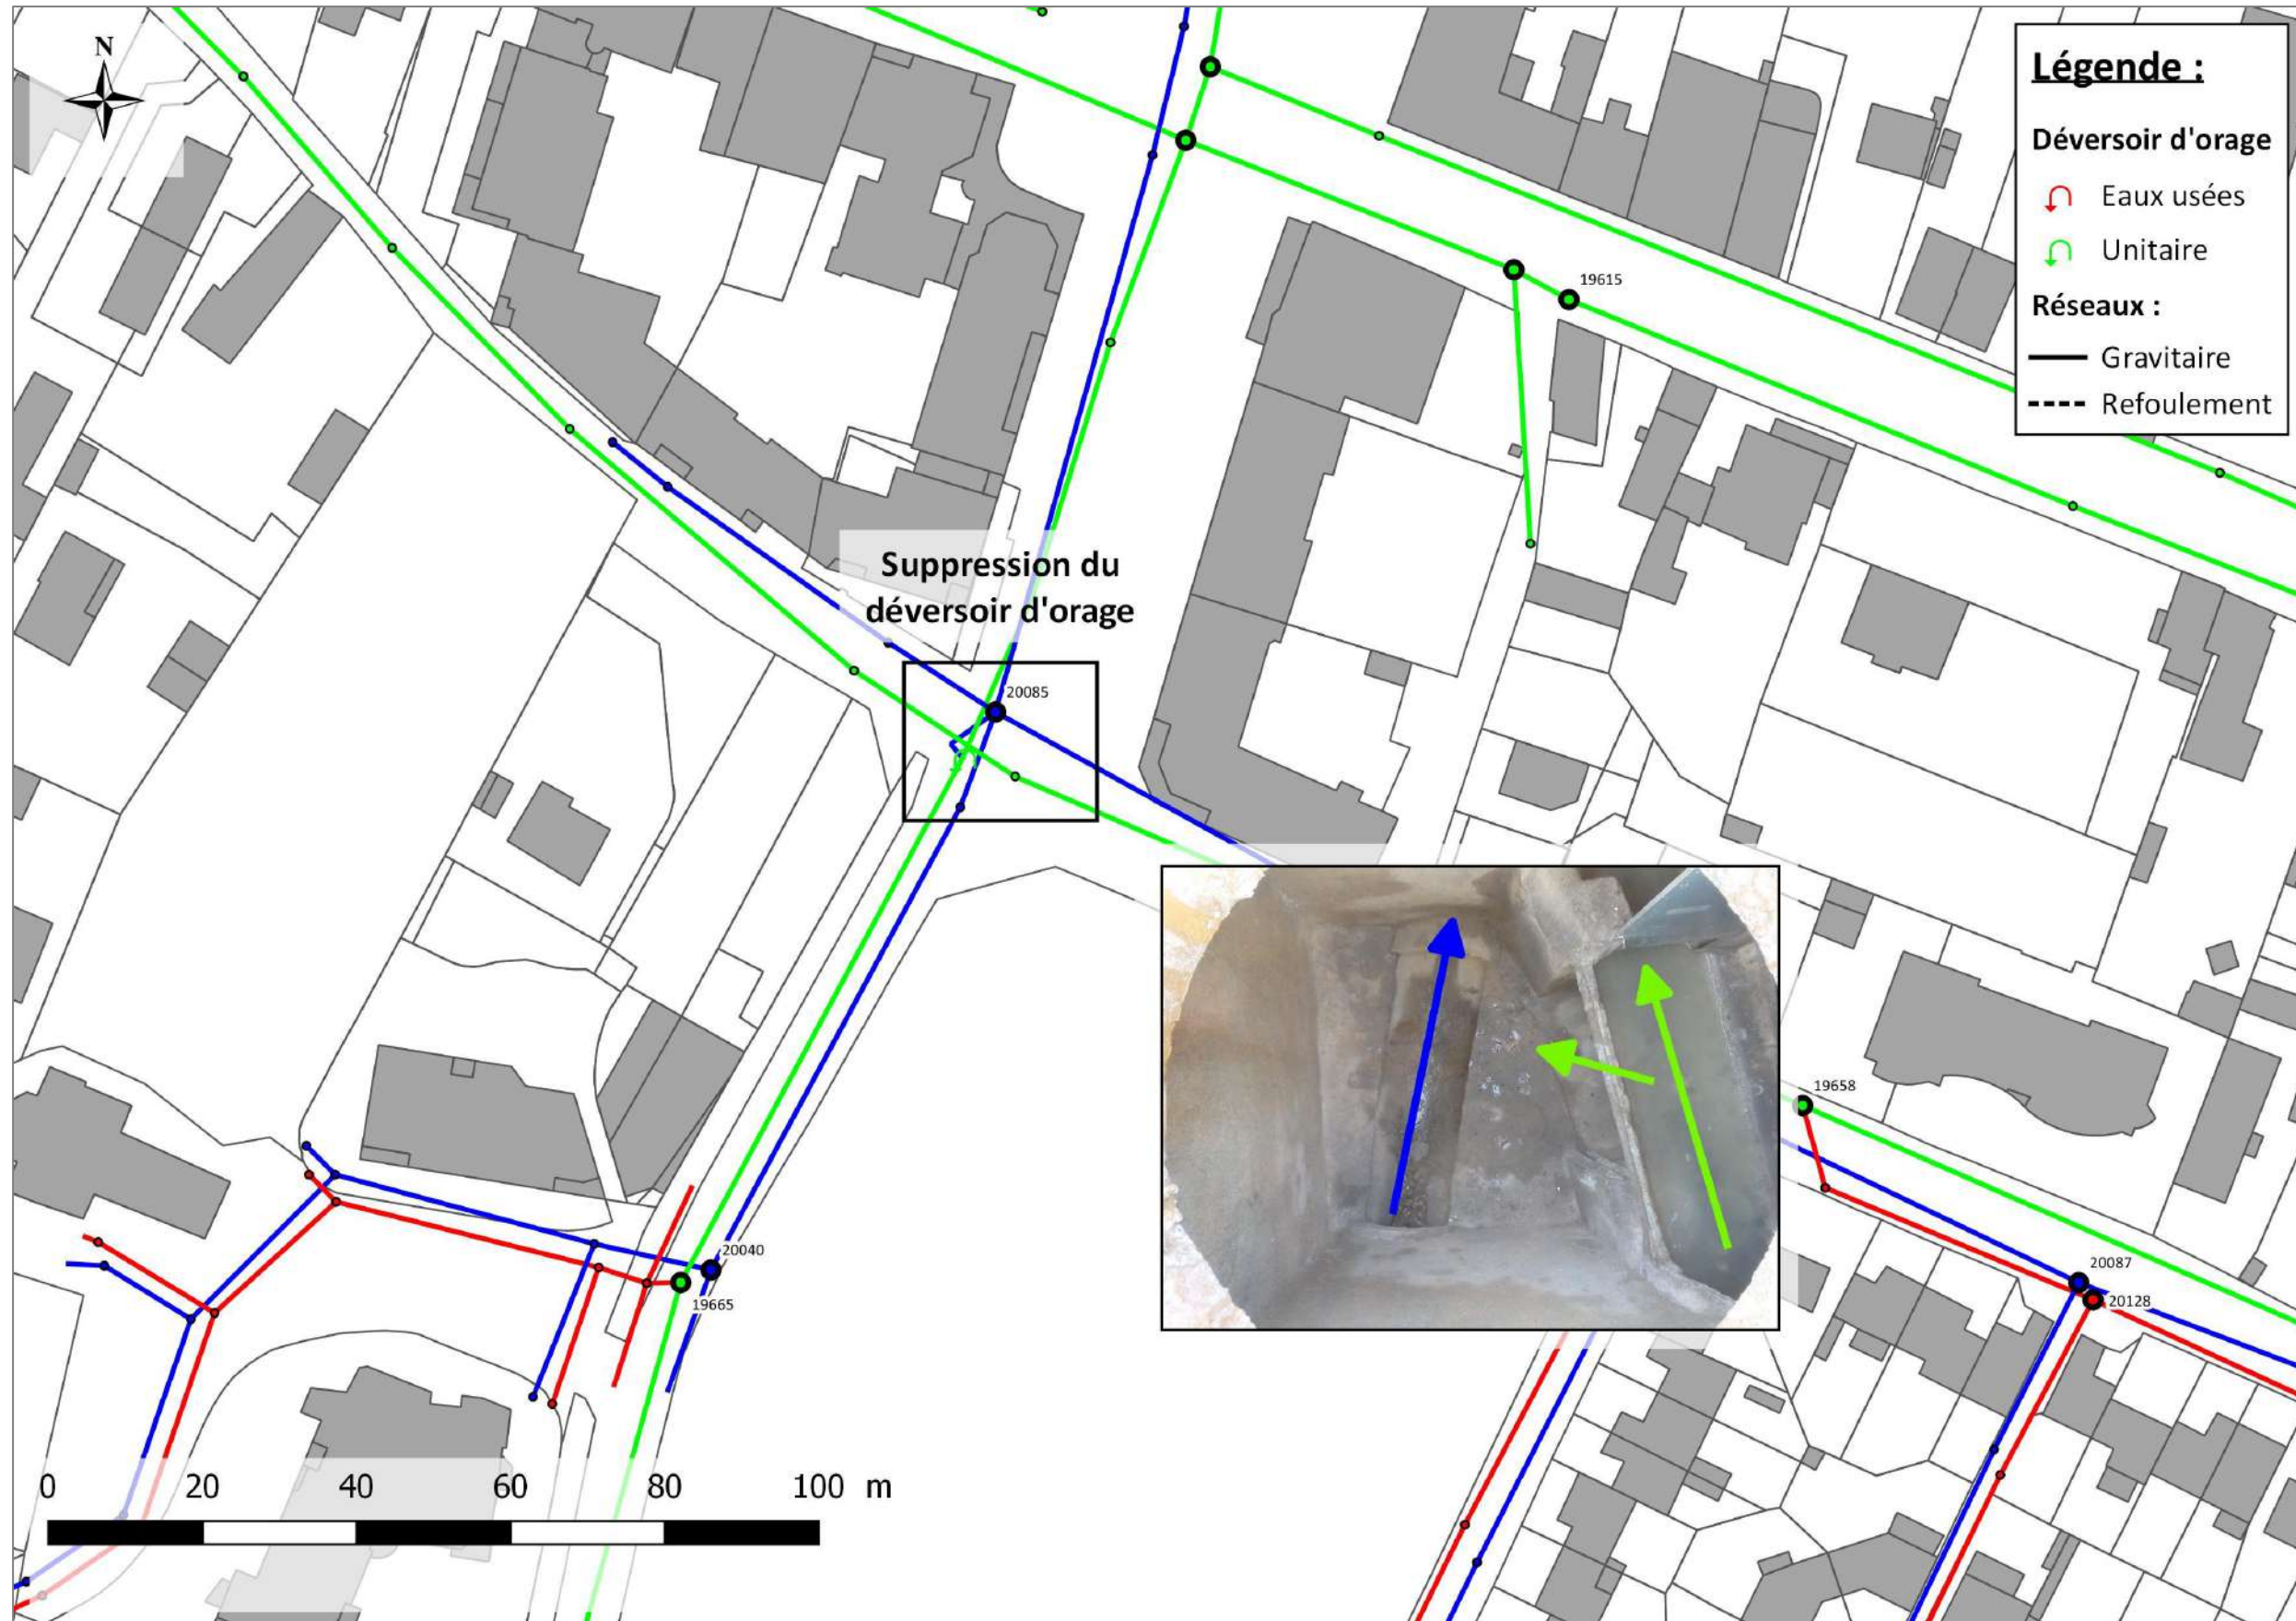 N
Légende :
Déversoir d'orage
Eaux usées
Unitaire
Réseaux :
Gravitaire
Refoulement
19615
Suppression du
déversoir d'orage
20085
19658
20087
20128
20040
19665
0 20 40 60 80 100 m